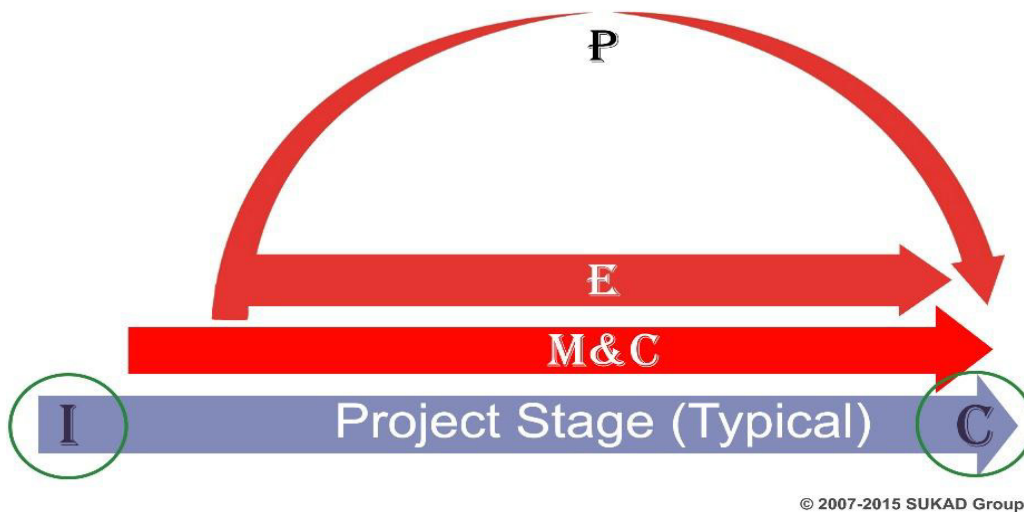 P
E
M&C
I
Project Stage (Typical)
C
© 2007-2015 SUKAD Group